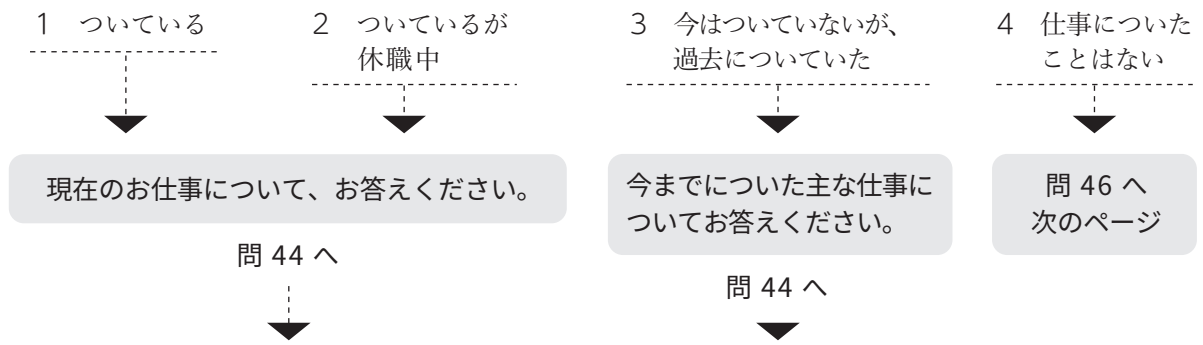 1 ついている
2 ついているが
休職中
3 今はついていないが、
過去についていた
4 仕事についた
ことはない
現在のお仕事について、お答えください。
今までについた主な仕事に
ついてお答えください。
問 46 へ
次のページ
問 44 へ
問 44 へ